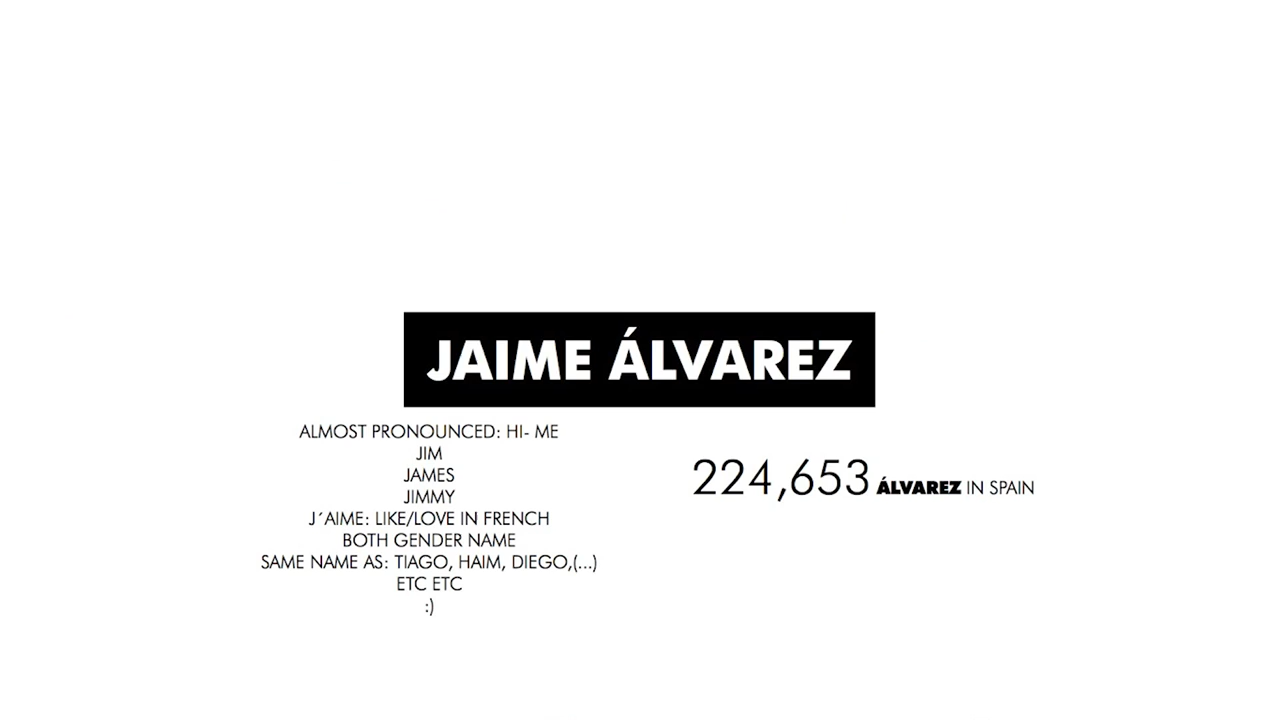 JAIME ÁLVAREZ
ALMOST PRONOUNCED: HI- ME
JIM
JAMES
JIMMY
J´AIME: LIKE/LOVE IN FRENCH
BOTH GENDER NAME
SAME NAME AS: TIAGO, HAIM, DIEGO,(...)
ETC ETC
:)
224,653 ÁLVAREZ IN SPAIN